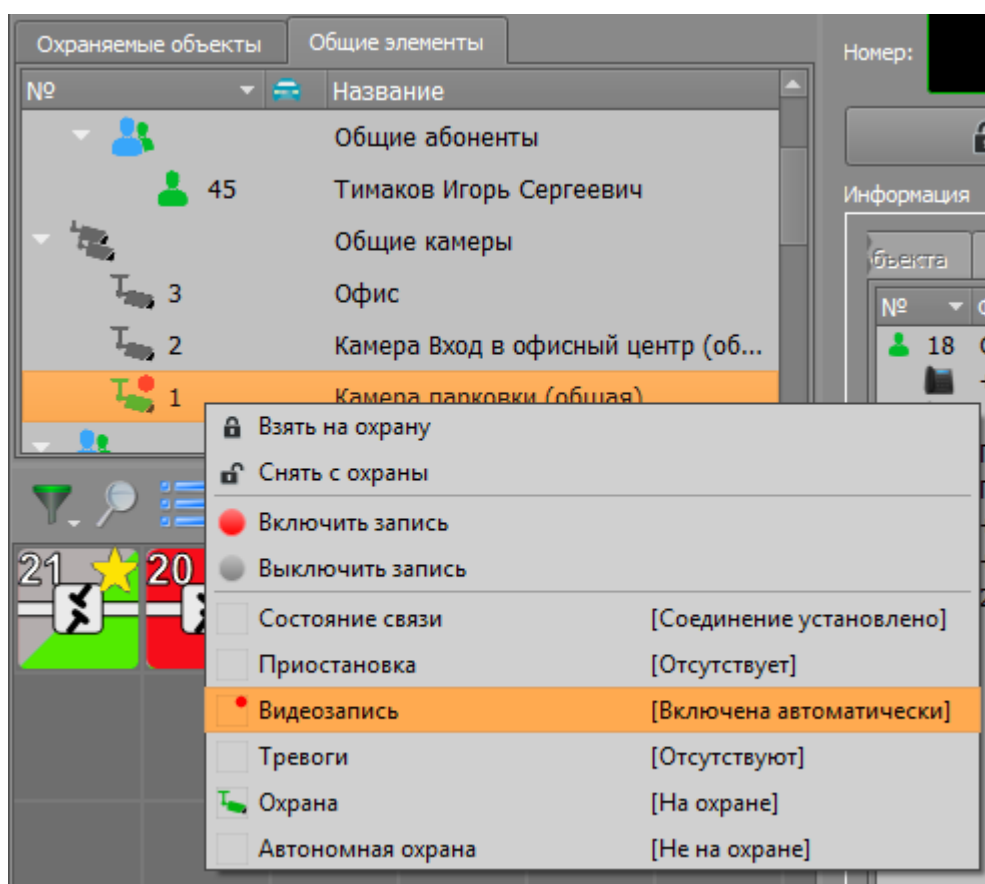 Охраняемые объекты
Общие элементы
Номер:
№ Название
Общие абоненты
45 Тимаков Игорь Сергеевич
Информация
Общие камеры
бъекта
3 Офис
№
2 Камера Вход в офисный центр (об...
18
1 Камера парковки (общая)
Взять на охрану
Снять с охраны
Включить запись
Выключить запись
21 20
Состояние связи [Соединение установлено]
Приостановка [Отсутствует]
Видеозапись [Включена автоматически]
Тревоги [Отсутствуют]
Охрана [На охране]
Автономная охрана [Не на охране]